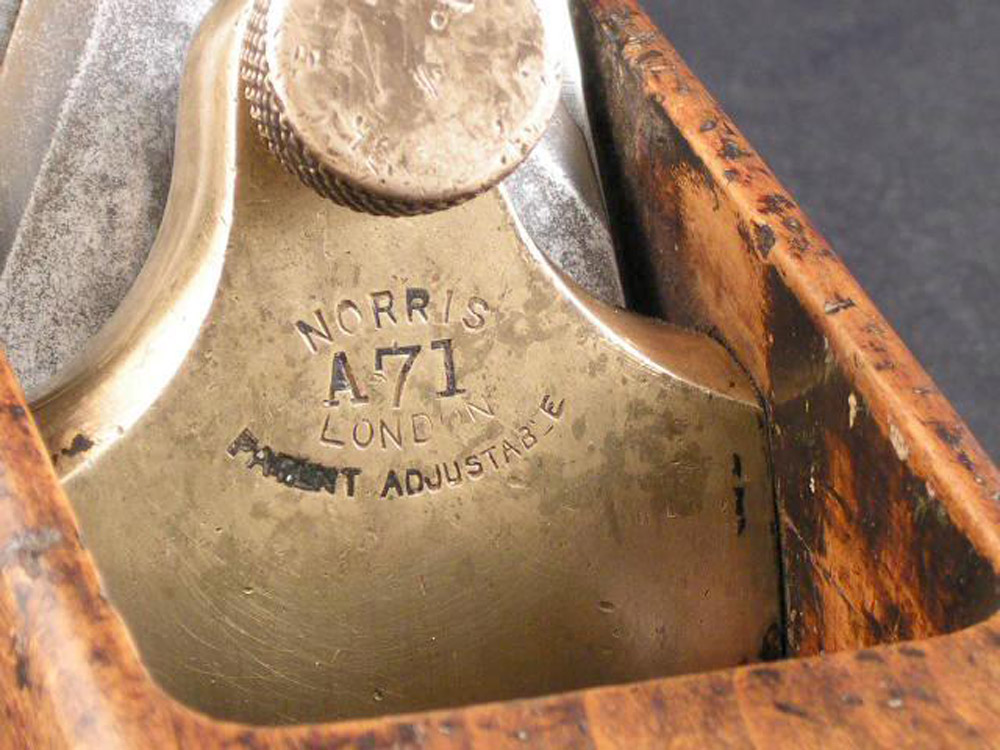 NORRIS
A71
LONDON
PATENT ADJUSTABLE